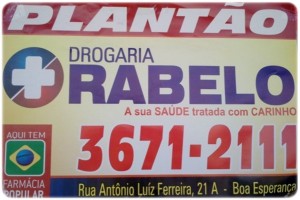 PLANTÃO
DROGARIA
RABELO
A sua SAÚDE tratada com CARINHO
3671-2111
AQUI TEM
FARMÁCIA
POPULAR
Rua Antônio Luíz Ferreira, 21 A - Boa Esperança